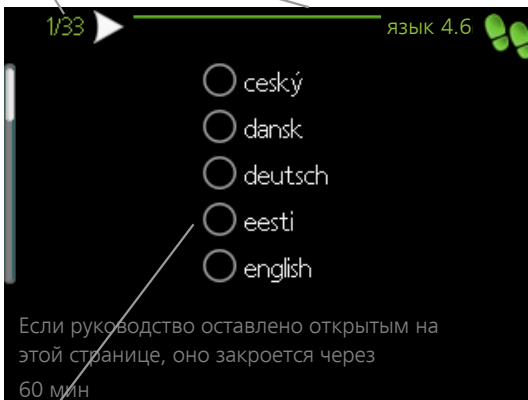 1/33
язык 4.6
ceský
dansk
deutsch
eesti
english
Если руководство оставлено открытым на
этой странице, оно закроется через
60 мин